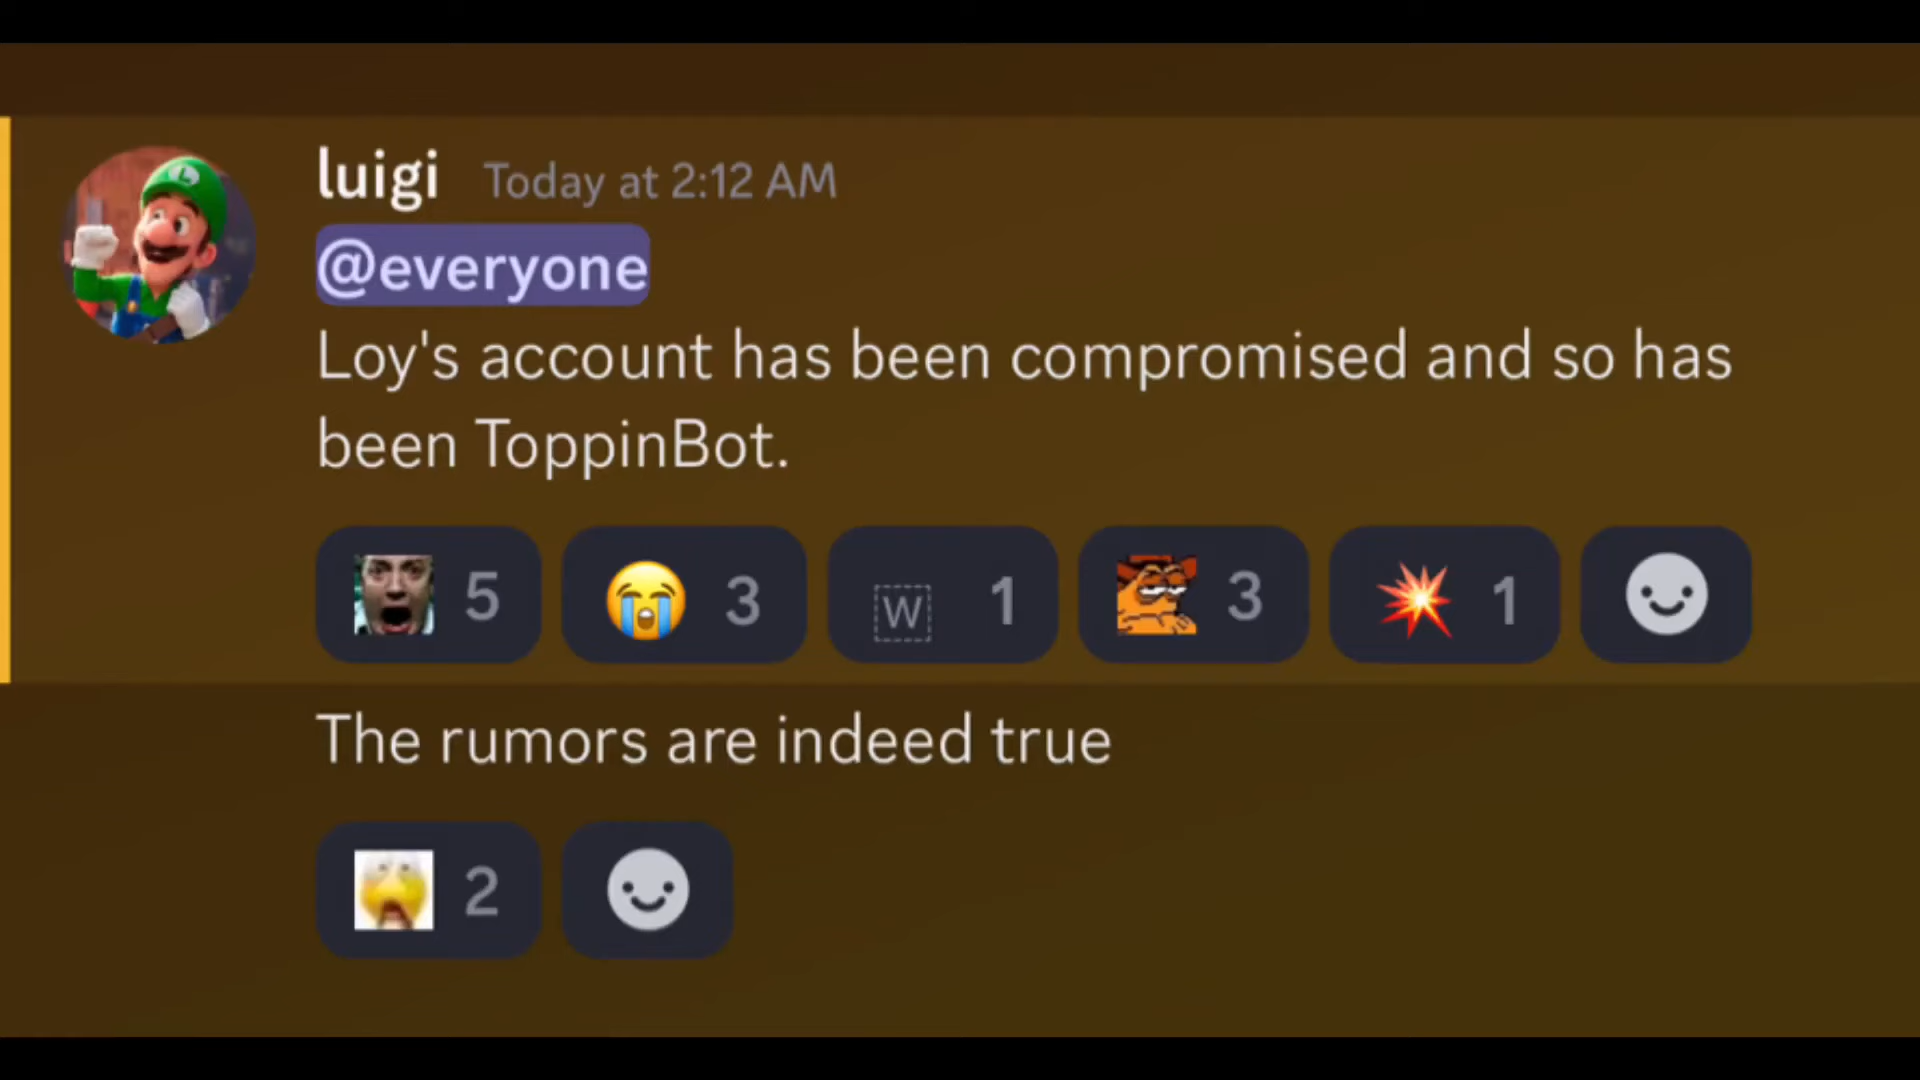 luigi Today at 2:12 AM
@everyone
Loy's account has been compromised and so has
been ToppinBot.
5 3 W 1 3 1
The rumors are indeed true
2